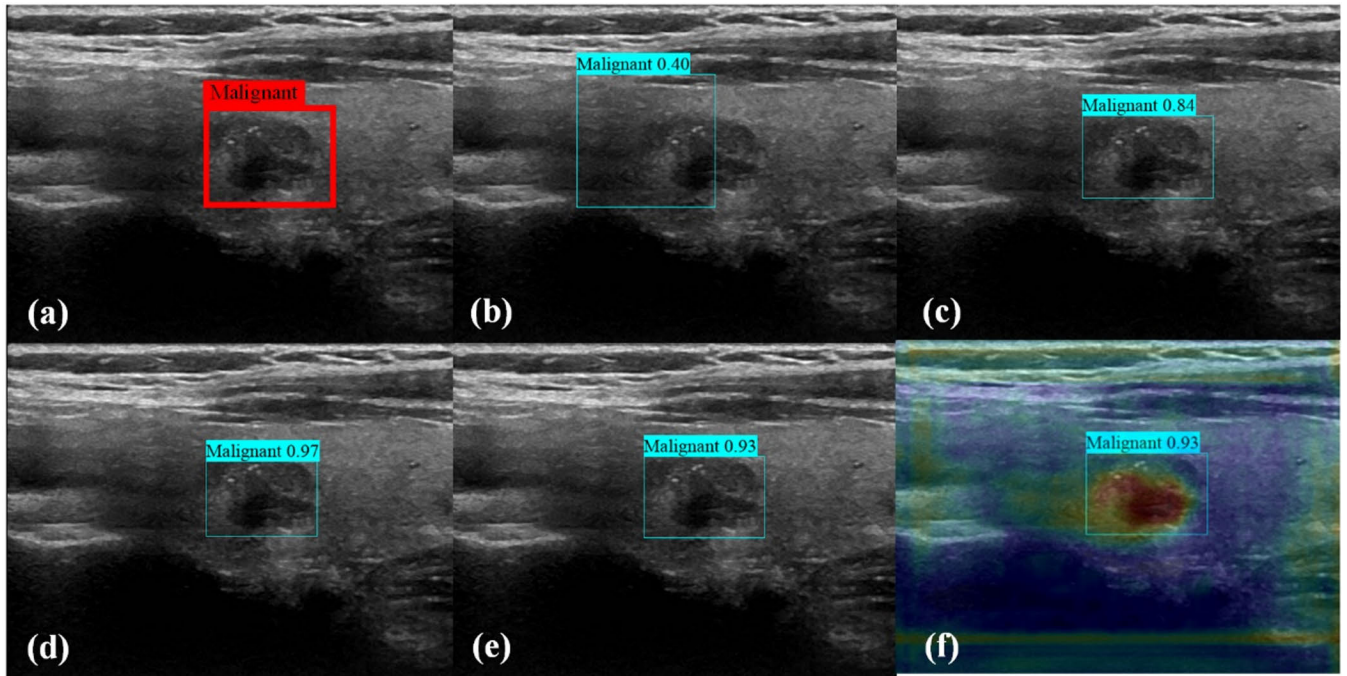 Malignant
Malignant 0.40
Malignant 0.84
(a)
(b)
(c)
Malignant 0.97
Malignant 0.93
Malignant 0.93
(d)
(e)
(f)